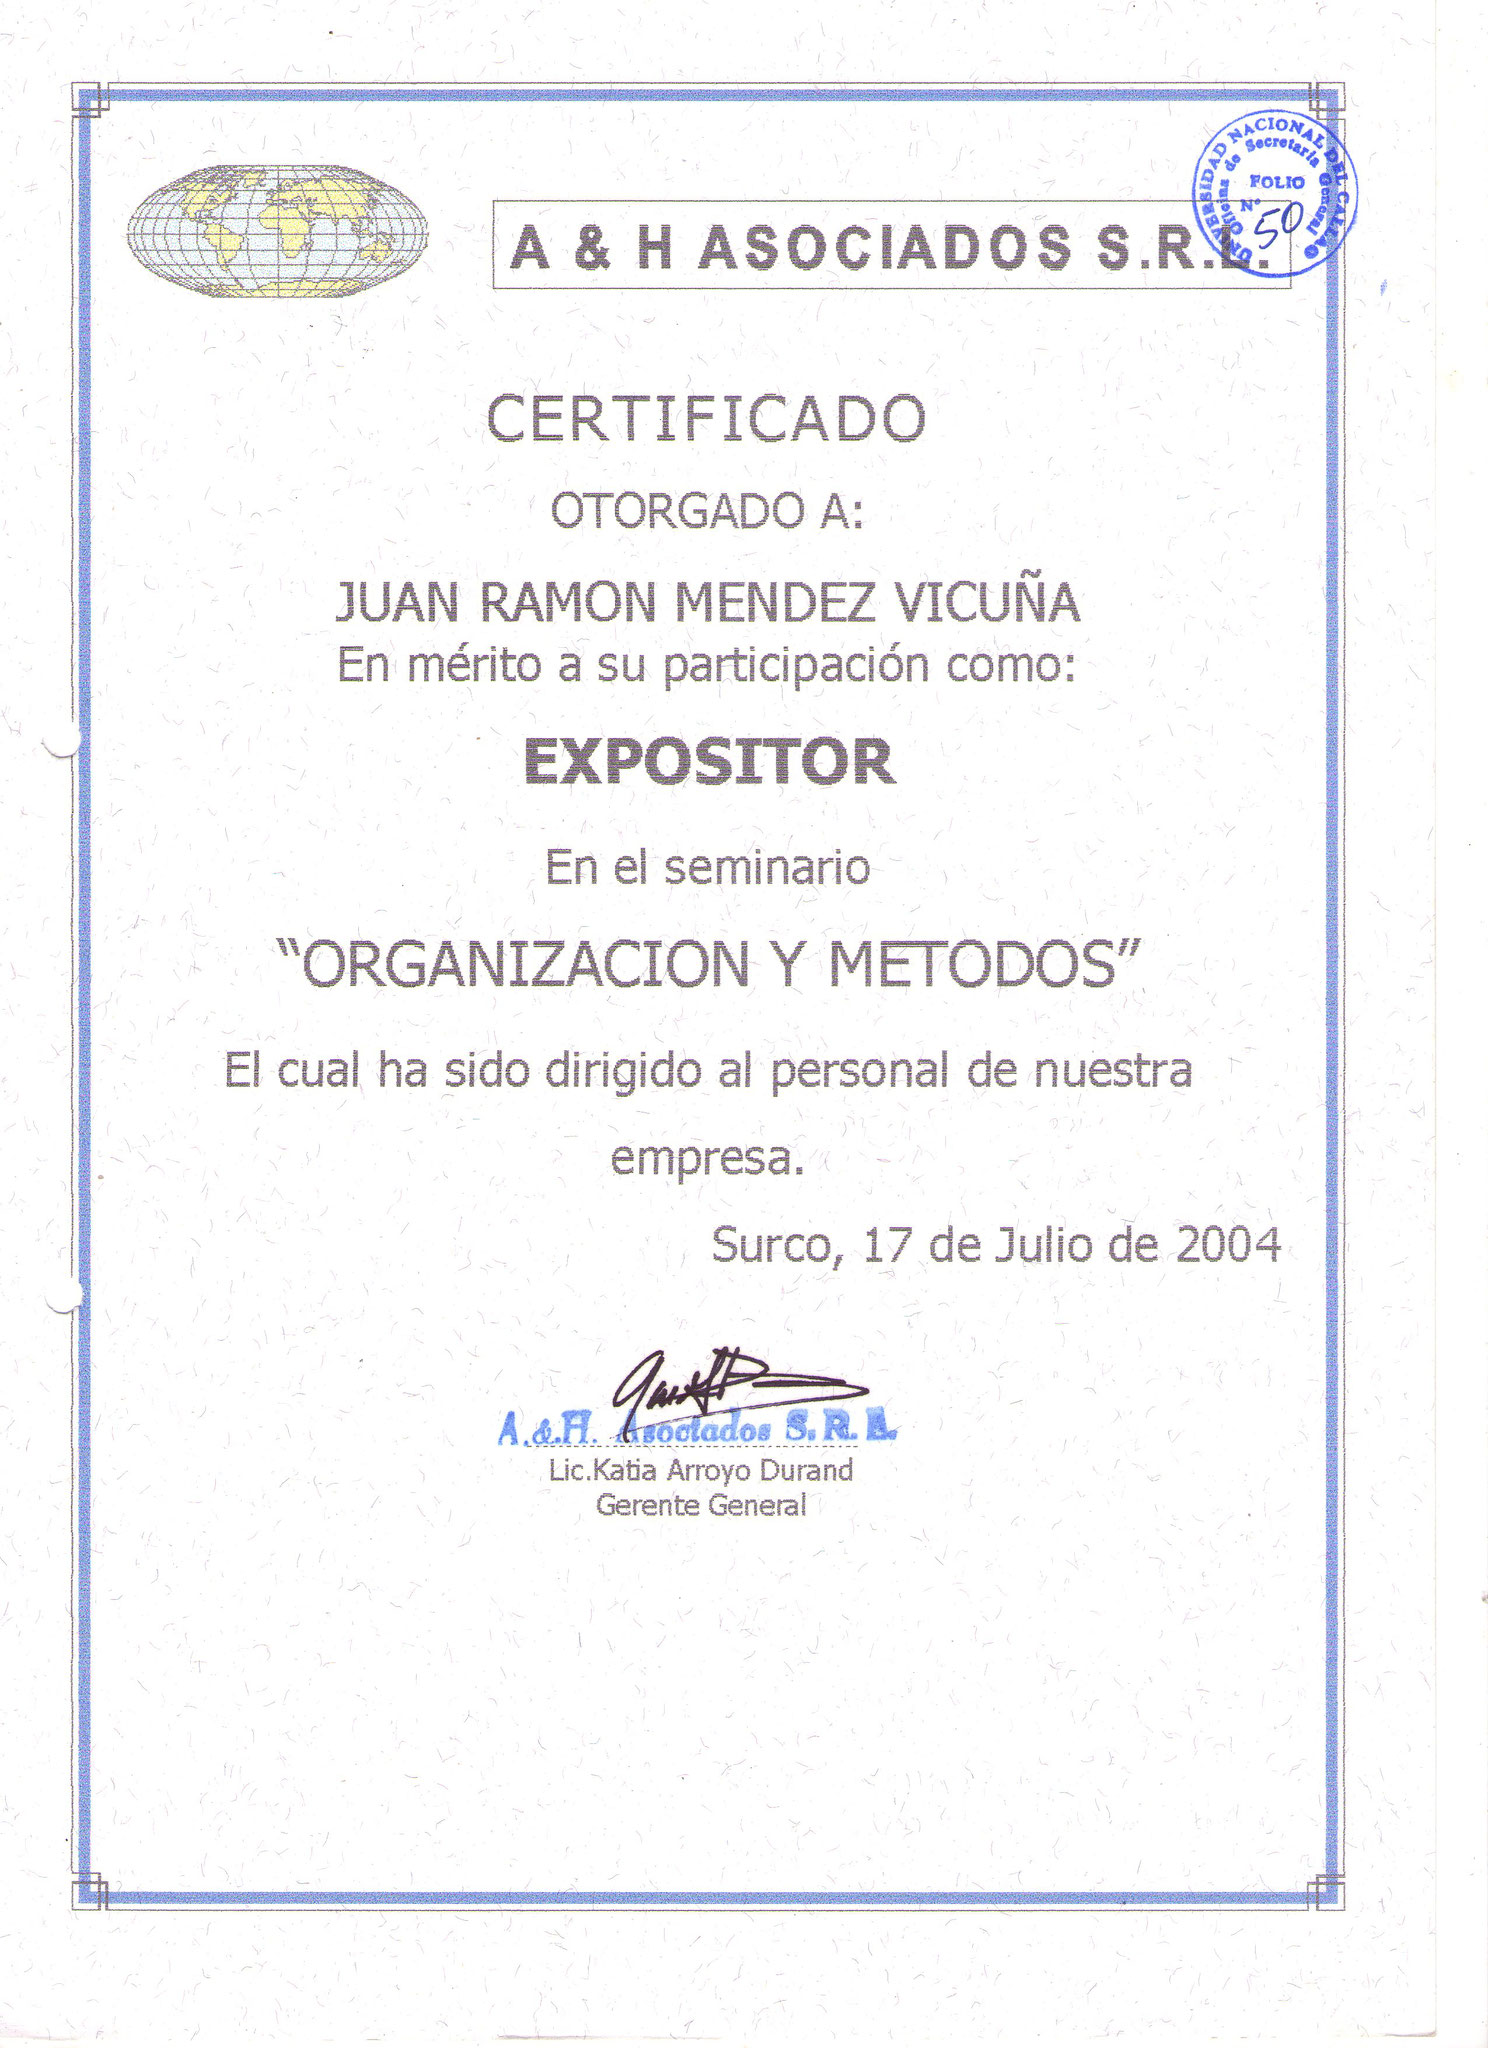 UNIVERSIDAD NACIONAL DEL CALLAO
Oficina de Secretaria General
FOLIO
N° 50
A & H ASOCIADOS S.R.L.
CERTIFICADO
OTORGADO A:
JUAN RAMON MENDEZ VICUÑA
En mérito a su participación como:
EXPOSITOR
En el seminario
“ORGANIZACION Y METODOS”
El cual ha sido dirigido al personal de nuestra
empresa.
Surco, 17 de Julio de 2004
A.&.H. Asociados S.R.L.
Lic.Katia Arroyo Durand
Gerente General